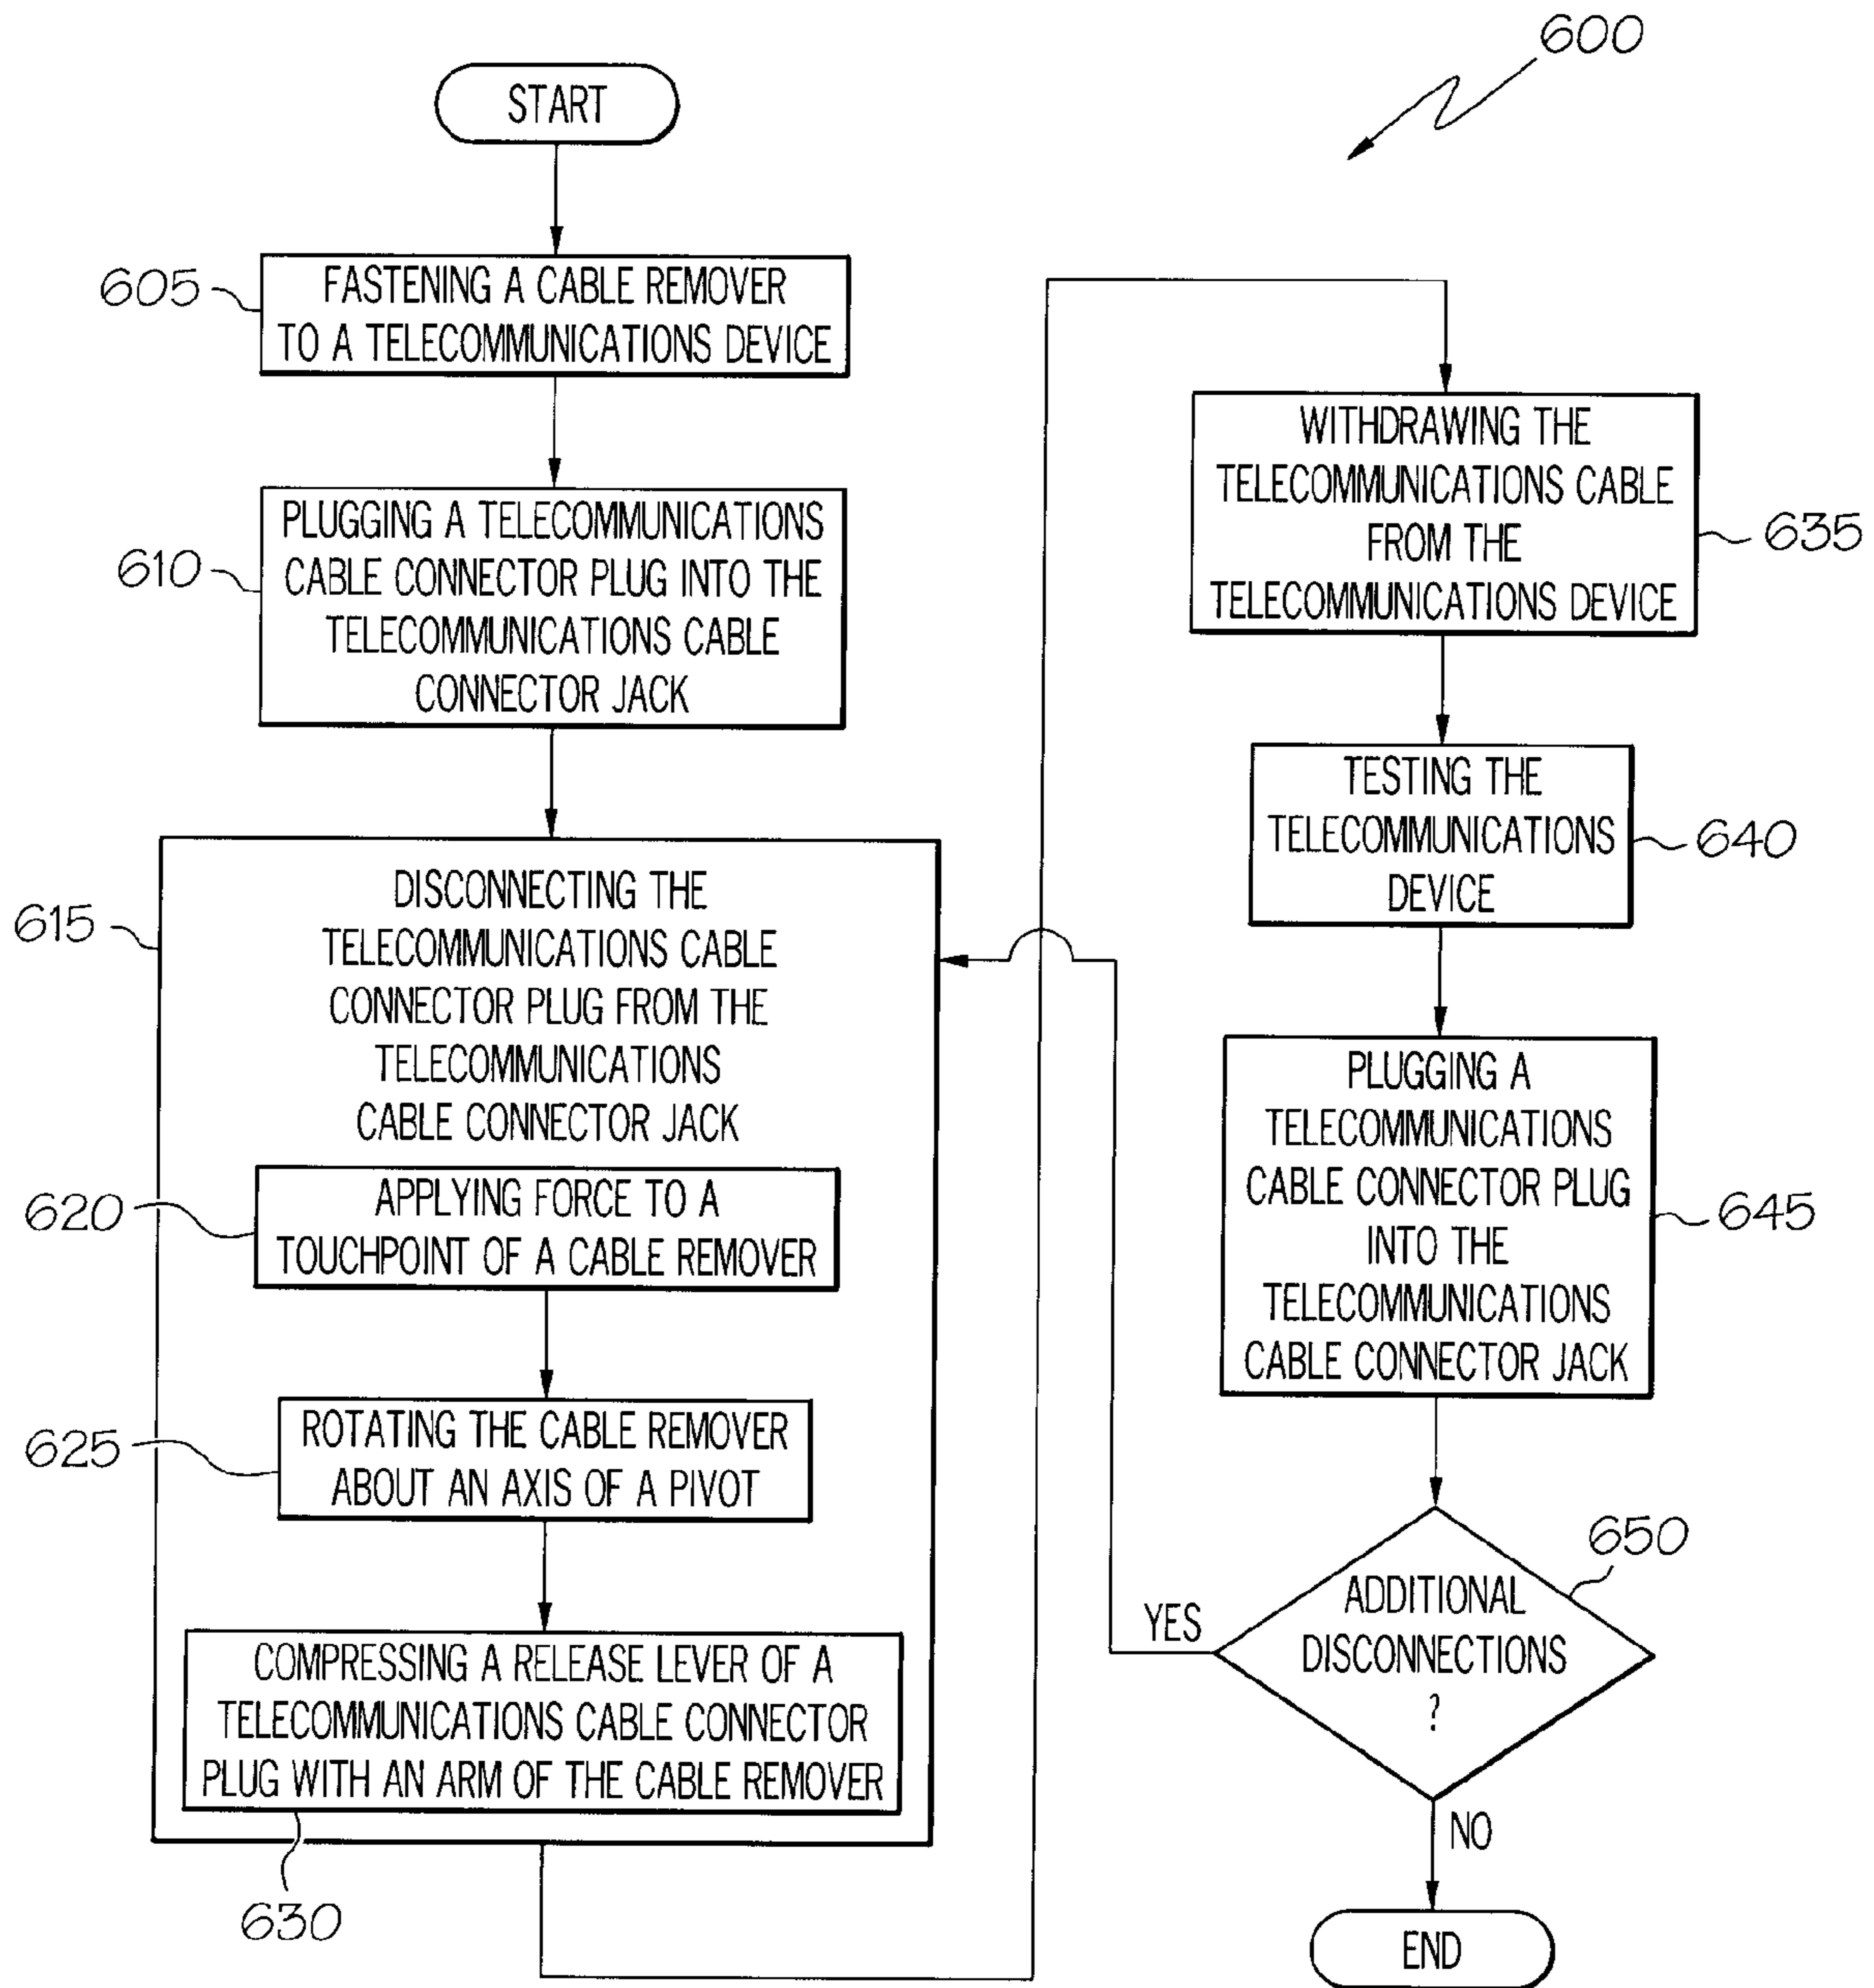 600
START
605
FASTENING A CABLE REMOVER
TO A TELECOMMUNICATIONS DEVICE
610
PLUGGING A TELECOMMUNICATIONS
CABLE CONNECTOR PLUG INTO THE
TELECOMMUNICATIONS CABLE
CONNECTOR JACK
615
DISCONNECTING THE
TELECOMMUNICATIONS CABLE
CONNECTOR PLUG FROM THE
TELECOMMUNICATIONS
CABLE CONNECTOR JACK
620
APPLYING FORCE TO A
TOUCHPOINT OF A CABLE REMOVER
625
ROTATING THE CABLE REMOVER
ABOUT AN AXIS OF A PIVOT
COMPRESSING A RELEASE LEVER OF A
TELECOMMUNICATIONS CABLE CONNECTOR
PLUG WITH AN ARM OF THE CABLE REMOVER
630
WITHDRAWING THE
TELECOMMUNICATIONS CABLE
FROM THE
TELECOMMUNICATIONS DEVICE
635
TESTING THE
TELECOMMUNICATIONS
DEVICE
640
PLUGGING A
TELECOMMUNICATIONS
CABLE CONNECTOR PLUG
INTO THE
TELECOMMUNICATIONS
CABLE CONNECTOR JACK
645
650
ADDITIONAL
DISCONNECTIONS
?
YES
NO
END